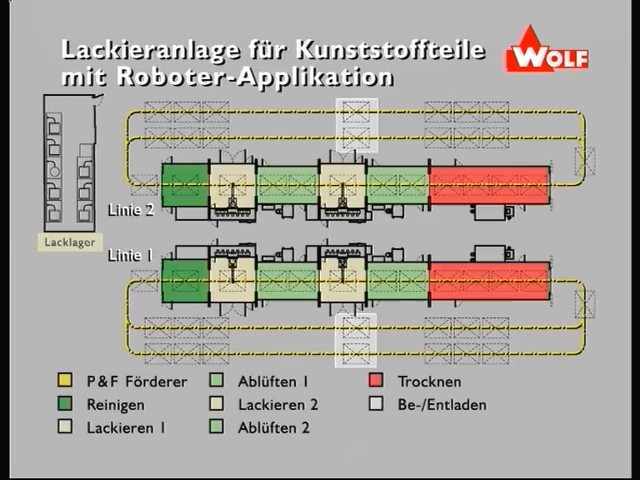 Lackieranlage für Kunststoffteile
mit Roboter-Applikation
WOLF
Linie 2
Lacklager
Linie 1
P&F Förderer
Ablüften 1
Trocknen
Reinigen
Lackieren 2
Be-/Entladen
Lackieren 1
Ablüften 2